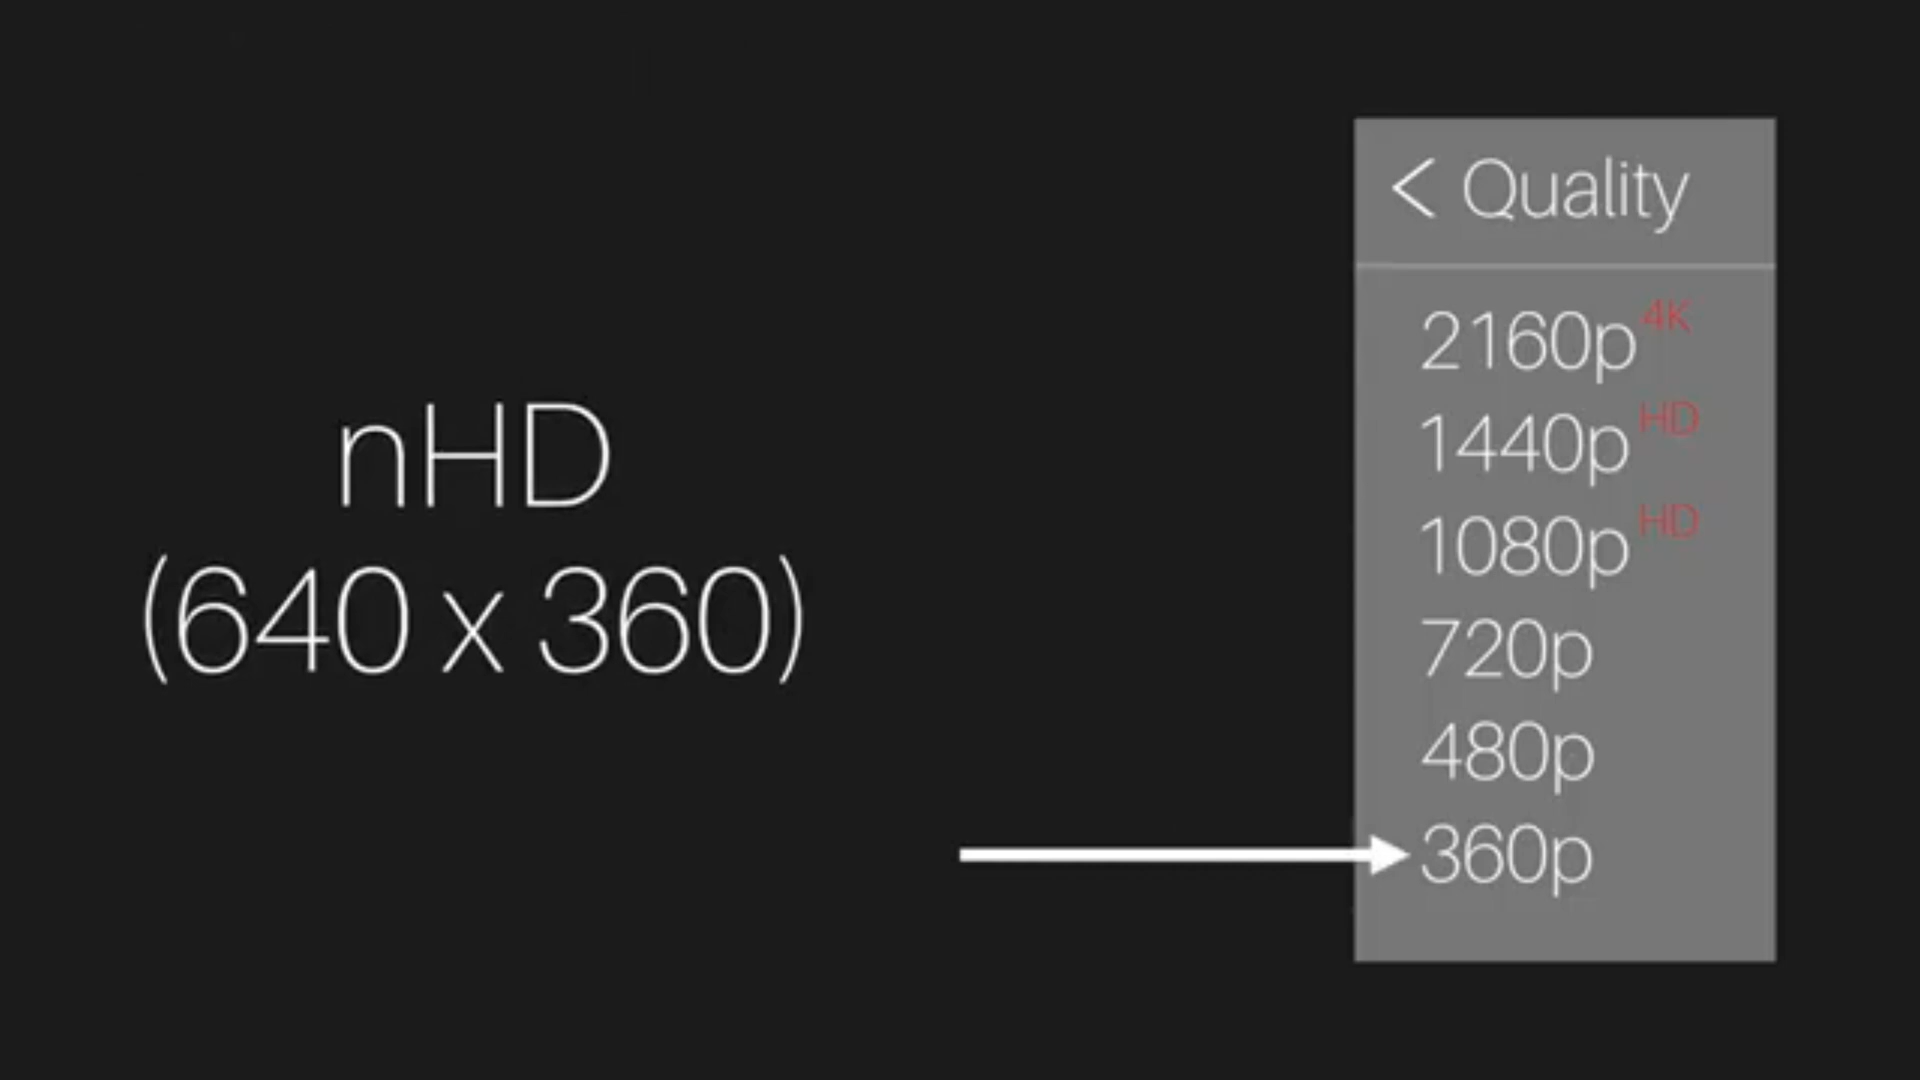 nHD
(640 x 360)
< Quality
2160p 4K
1440p HD
1080p HD
720p
480p
360p